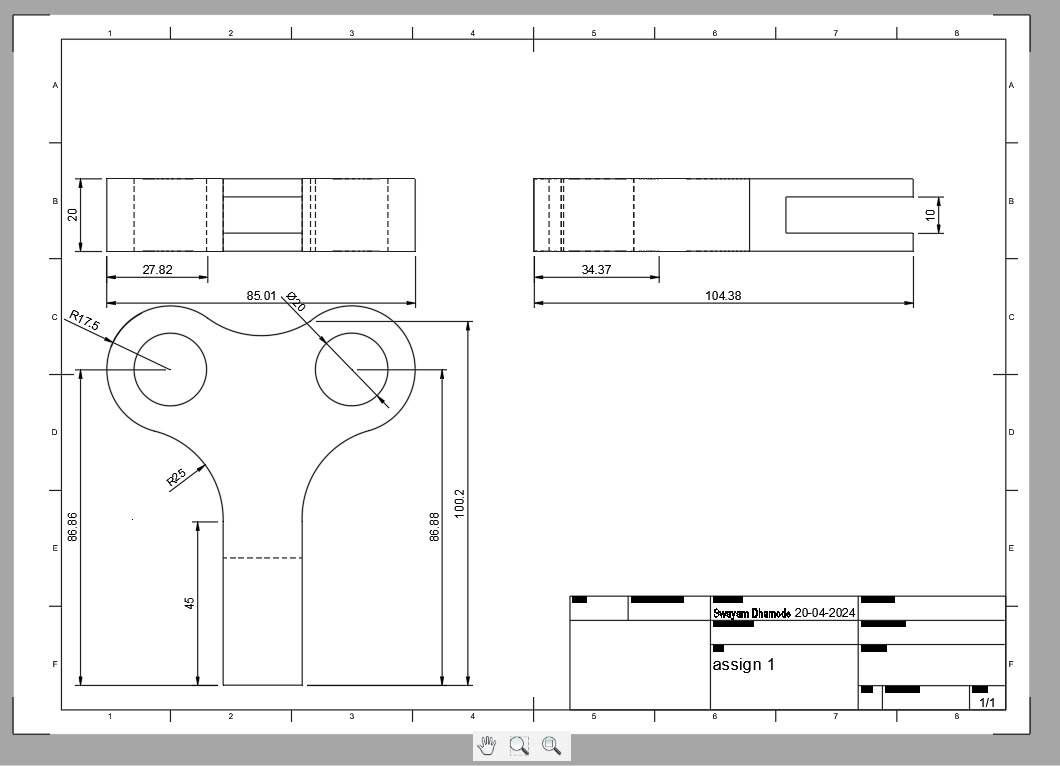 1 2 3 4 5 6 7 8
A A
B B
20
10
27.82
34.37
85.01
104.38
C C
R17.5
Ø20
D D
R25
86.86
86.88
100.2
E E
45
Swayam Dhamode 20-04-2024
assign 1
F F
1/1
1 2 3 4 5 6 7 8